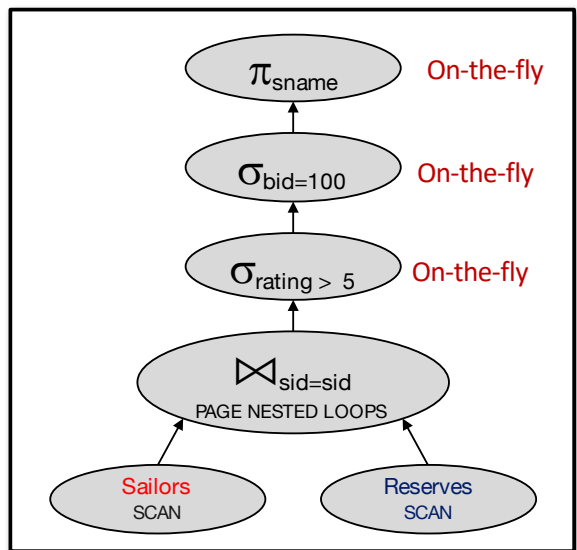 πsname On-the-fly
σbid=100 On-the-fly
σrating > 5 On-the-fly
⋈sid=sid
PAGE NESTED LOOPS
Sailors
SCAN
Reserves
SCAN